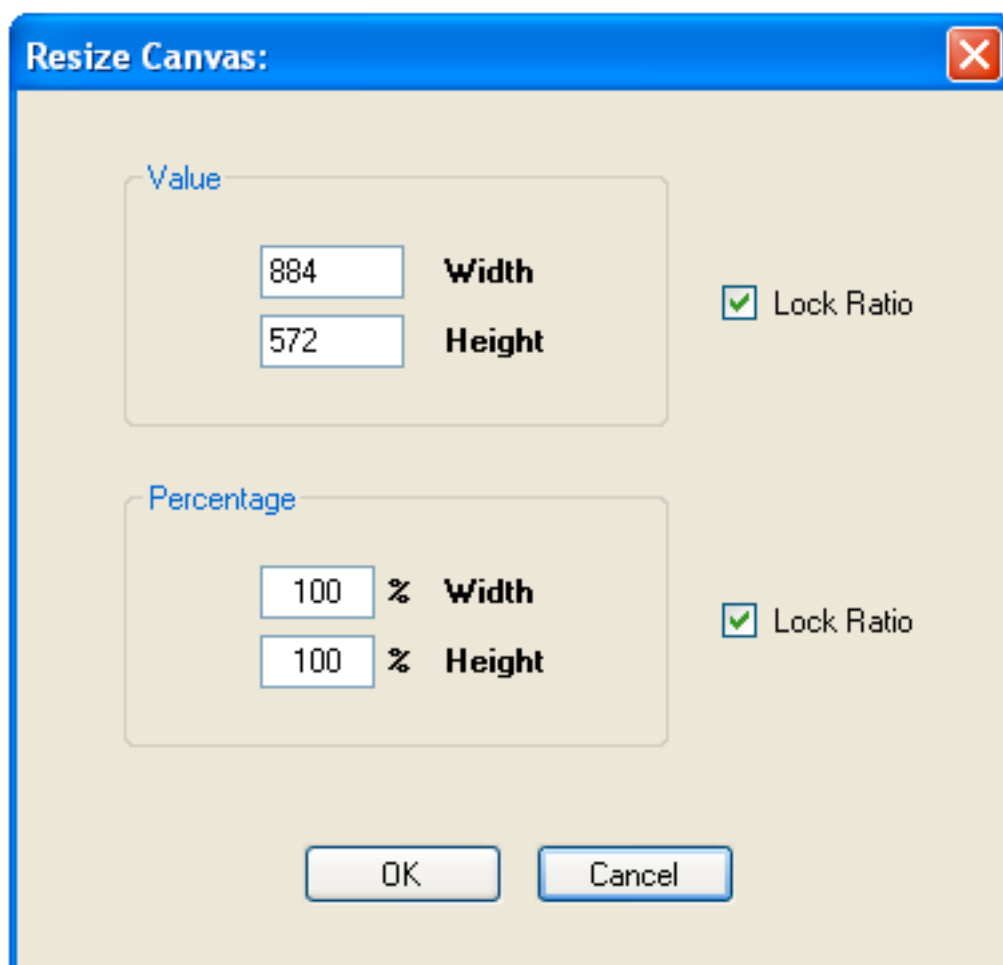 Resize Canvas:
Value
884 Width
Lock Ratio
572 Height
Percentage
100 % Width
Lock Ratio
100 % Height
OK Cancel